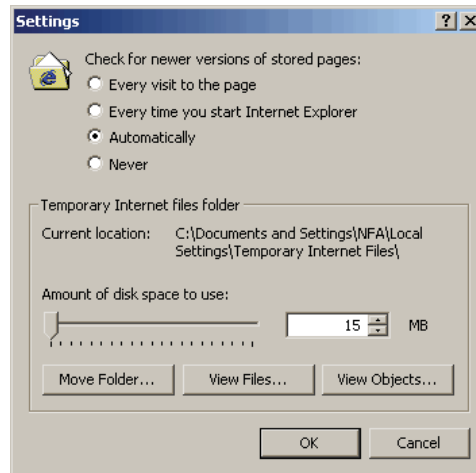 Settings
Check for newer versions of stored pages:
Every visit to the page
Every time you start Internet Explorer
Automatically
Never
Temporary Internet files folder
Current location: C:\Documents and Settings\NFA\Local
Settings\Temporary Internet Files\
Amount of disk space to use:
15 MB
Move Folder... View Files... View Objects...
OK Cancel